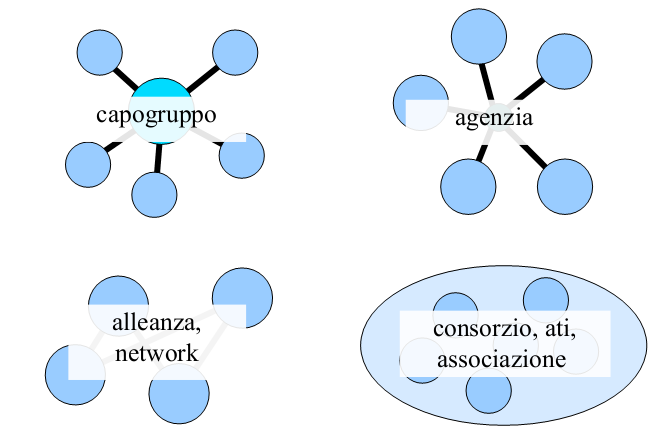 capogruppo
agenzia
alleanza,
network
consorzio, ati,
associazione